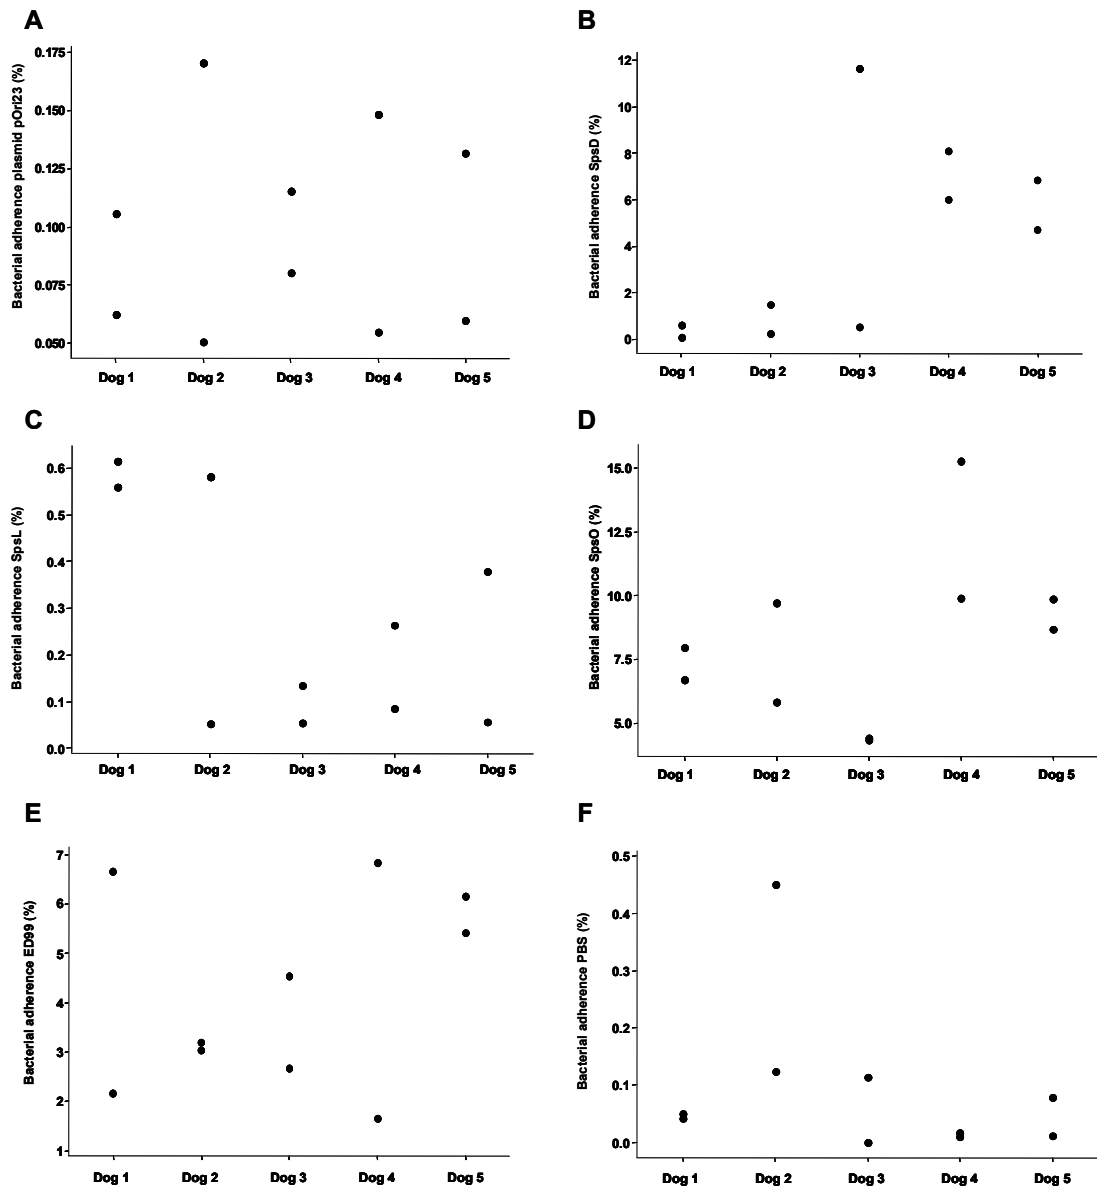 A
Bacterial adherence plasmid pOri23 (%)
0.175
0.150
0.125
0.100
0.075
0.050
Dog 1 Dog 2 Dog 3 Dog 4 Dog 5
B
Bacterial adherence SpsD (%)
12
10
8
6
4
2
0
Dog 1 Dog 2 Dog 3 Dog 4 Dog 5
C
Bacterial adherence SpsL (%)
0.6
0.5
0.4
0.3
0.2
0.1
0.0
Dog 1 Dog 2 Dog 3 Dog 4 Dog 5
D
Bacterial adherence SpsO (%)
15.0
12.5
10.0
7.5
5.0
Dog 1 Dog 2 Dog 3 Dog 4 Dog 5
E
Bacterial adherence ED99 (%)
7
6
5
4
3
2
1
Dog 1 Dog 2 Dog 3 Dog 4 Dog 5
F
Bacterial adherence PBS (%)
0.5
0.4
0.3
0.2
0.1
0.0
Dog 1 Dog 2 Dog 3 Dog 4 Dog 5